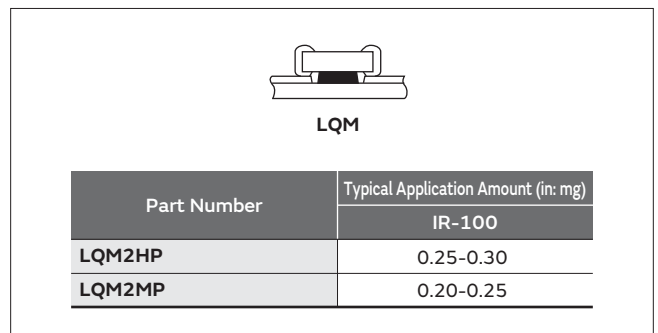 LQM
Part Number
Typical Application Amount (in: mg)
IR-100
LQM2HP 0.25-0.30
LQM2MP 0.20-0.25